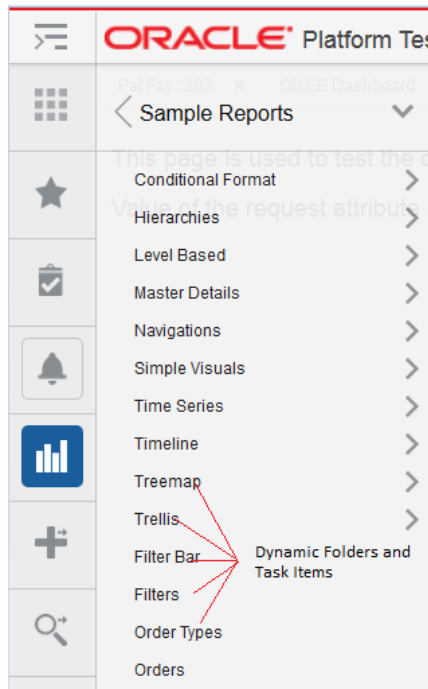 ORACLE® Platform Tes
Pat Fay : 202 × OBIEE Dashboard
Sample Reports
This page is used to test the
Conditional Format
Value of the request attribute
Hierarchies
Level Based
Master Details
Navigations
Simple Visuals
Time Series
Timeline
Treemap
Trellis
Filter Bar
Dynamic Folders and
Task Items
Filters
Order Types
Orders